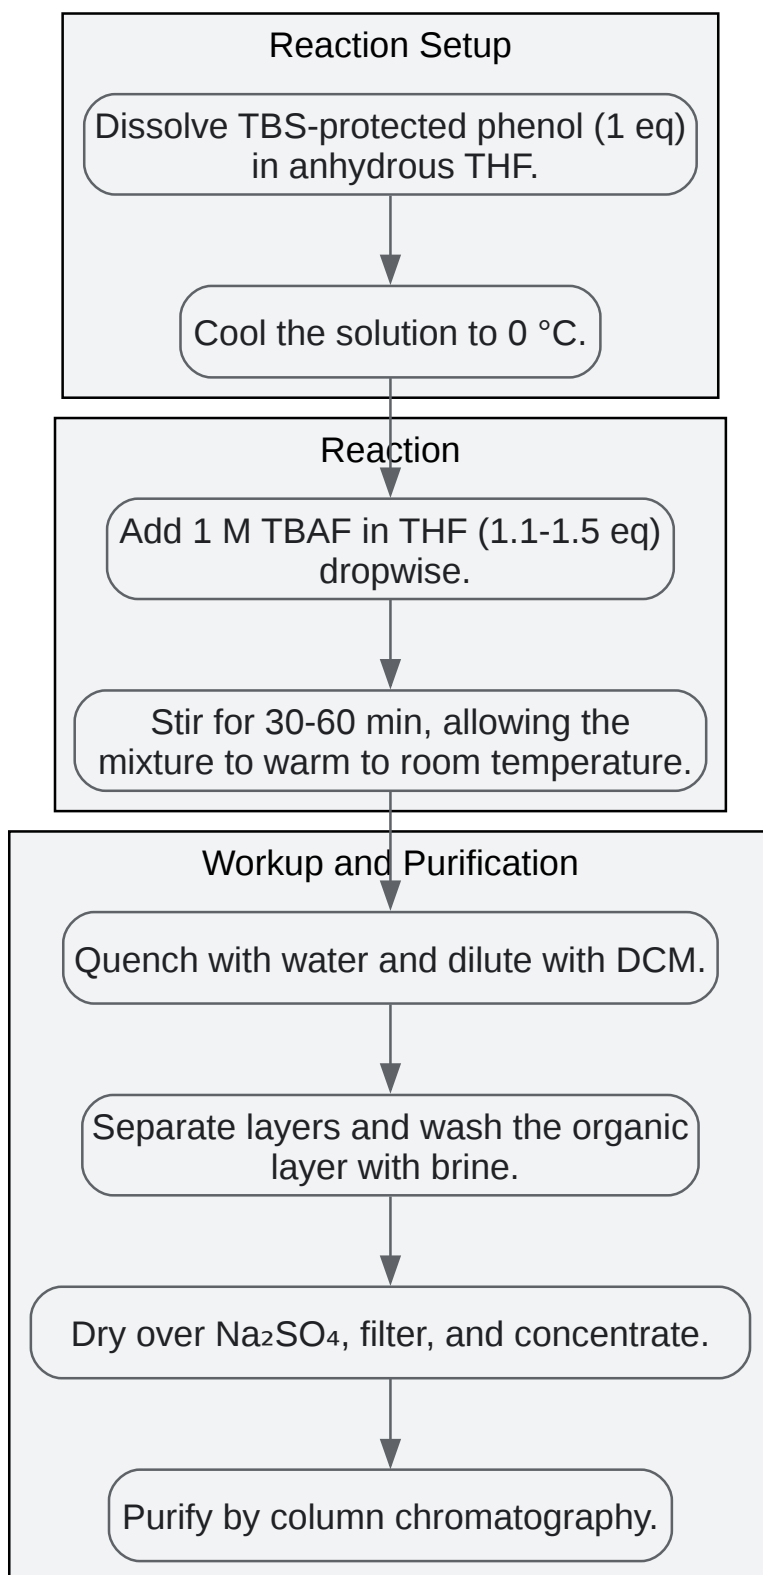 Reaction Setup
Dissolve TBS-protected phenol (1 eq)
in anhydrous THF.
Cool the solution to 0 °C.
Reaction
Add 1 M TBAF in THF (1.1-1.5 eq)
dropwise.
Stir for 30-60 min, allowing the
mixture to warm to room temperature.
Workup and Purification
Quench with water and dilute with DCM.
Separate layers and wash the organic
layer with brine.
Dry over Na₂SO₄, filter, and concentrate.
Purify by column chromatography.